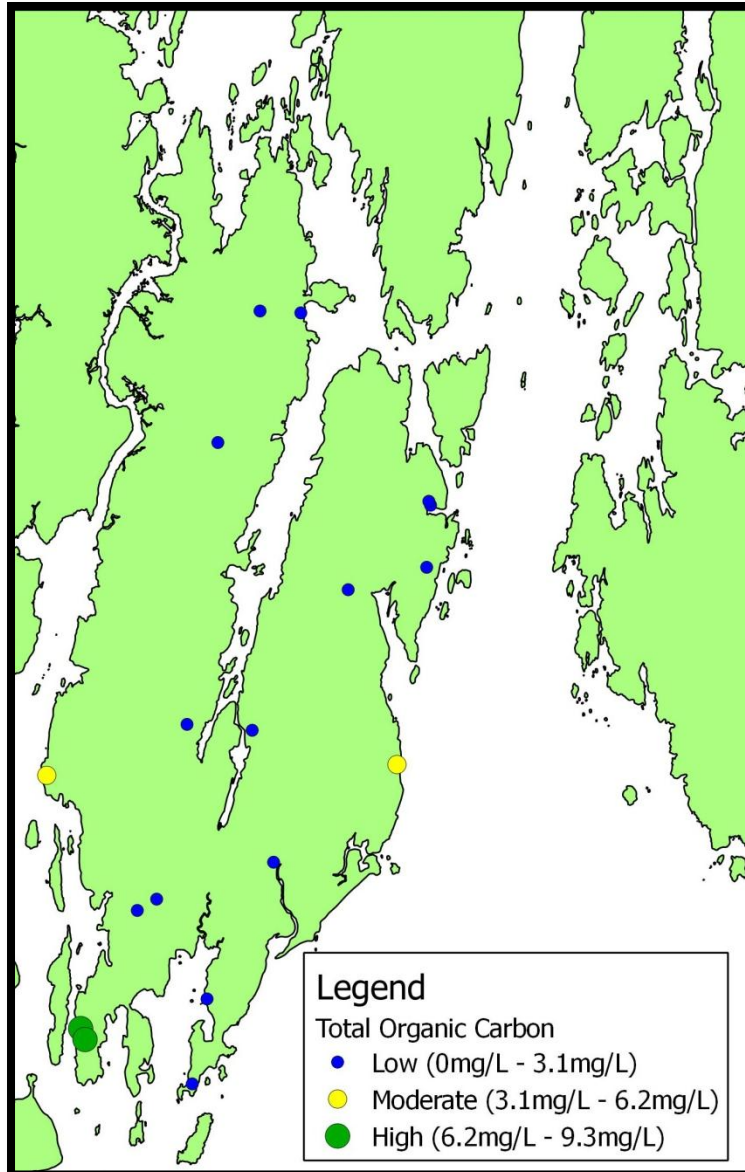 Legend
Total Organic Carbon
Low (0mg/L - 3.1mg/L)
Moderate (3.1mg/L - 6.2mg/L)
High (6.2mg/L - 9.3mg/L)